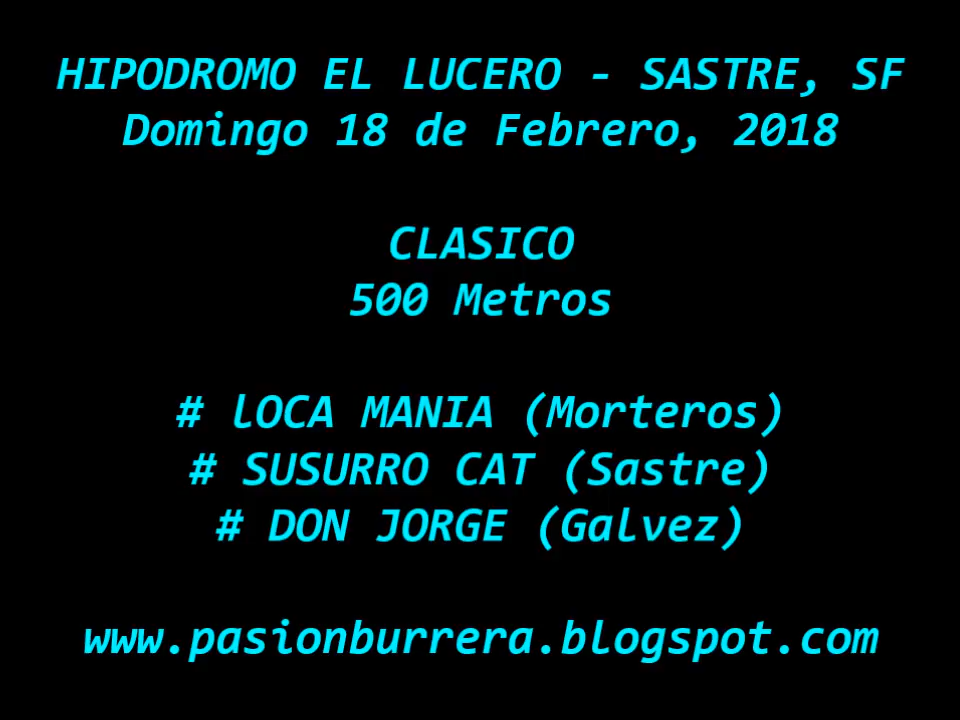 HIPODROMO EL LUCERO - SASTRE, SF
Domingo 18 de Febrero, 2018
CLASICO
500 Metros
# lOCA MANIA (Morteros)
# SUSURRO CAT (Sastre)
# DON JORGE (Galvez)
www.pasionburrera.blogspot.com